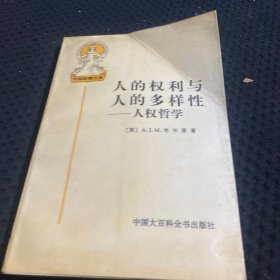 人的权利与
人的多样性
——人权哲学
[英] A.J.M.米尔恩 著
中国大百科全书出版社